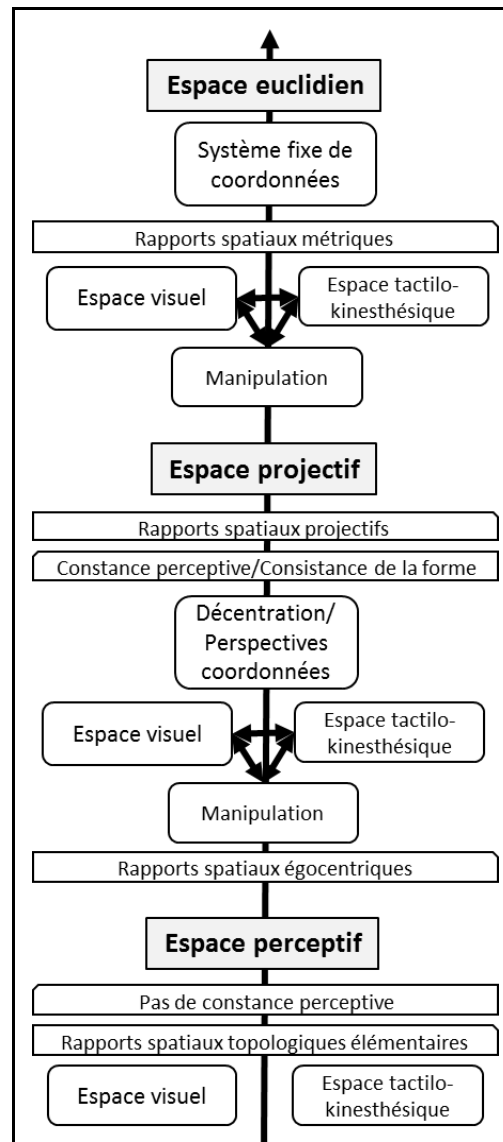 Espace euclidien
Système fixe de
coordonnées
Rapports spatiaux métriques
Espace visuel
Espace tactilo-
kinesthésique
Manipulation
Espace projectif
Rapports spatiaux projectifs
Constance perceptive/Consistance de la forme
Décentration/
Perspectives
coordonnées
Espace visuel
Espace tactilo-
kinesthésique
Manipulation
Rapports spatiaux égocentriques
Espace perceptif
Pas de constance perceptive
Rapports spatiaux topologiques élémentaires
Espace visuel
Espace tactilo-
kinesthésique